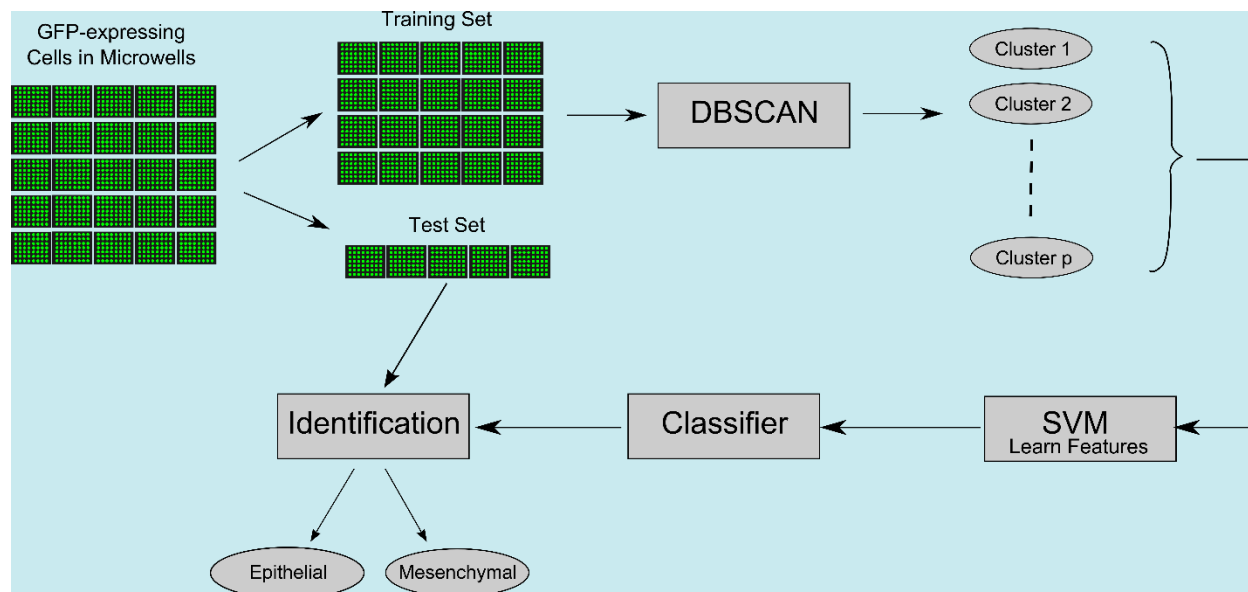 GFP-expressing
Cells in Microwells
Training Set
Test Set
DBSCAN
Cluster 1
Cluster 2
Cluster p
Identification
Classifier
SVM
Learn Features
Epithelial
Mesenchymal